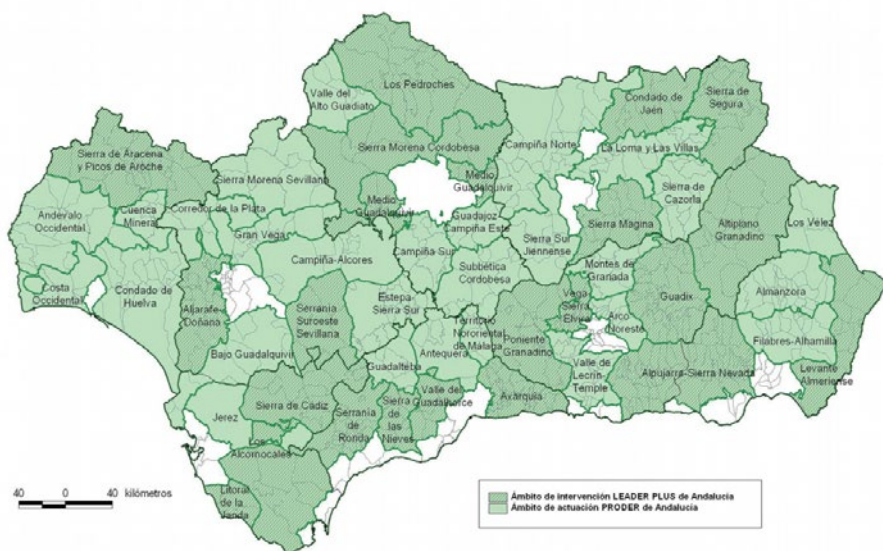 Los Pedroches
Valle del
Alto Guadiato
Condado de
Jaén
Sierra de
Segura
Sierra de Aracena
y Picos de Aroche
Sierra Morena Cordobesa
Campiña Norte
La Loma y Las Villas
Sierra Morena Sevillana
Medio
Guadalquivir
Medio
Guadalquivir
Sierra de
Cazorla
Andévalo
Occidental
Cuenca
Minera
Corredor de la Plata
Guadajoz
Campiña Este
Sierra Magina
Altiplano
Granadino
Los Vélez
Gran Vega
Campiña Sur
Sierra Sur
Jiennense
Campiña-Alcores
Subbética
Cordobesa
Montes de
Granada
Costa
Occidental
Condado de
Huelva
Aljarafe-
Doñana
Serranía
Suroeste
Sevillana
Estepa-
Sierra Sur
Vega
Sierra
Elvira
Guadix
Almanzora
Territorio
Nororiental
de Málaga
Poniente
Granadino
Arco
Noreste
Filabres-Alhamilla
Bajo Guadalquivir
Guadalteba
Antequera
Valle de
Lecrín-
Temple
Alpujarra-Sierra Nevada
Levante
Almeriense
Jerez
Sierra de Cádiz
Serranía
de
Ronda
Sierra
de
las
Nieves
Valle del
Guadalhorce
Axarquía
Los
Alcornocales
Litoral
de la
Janda
40 0 40 kilómetros
Ámbito de intervención LEADER PLUS de Andalucía
Ámbito de actuación PRODER de Andalucía